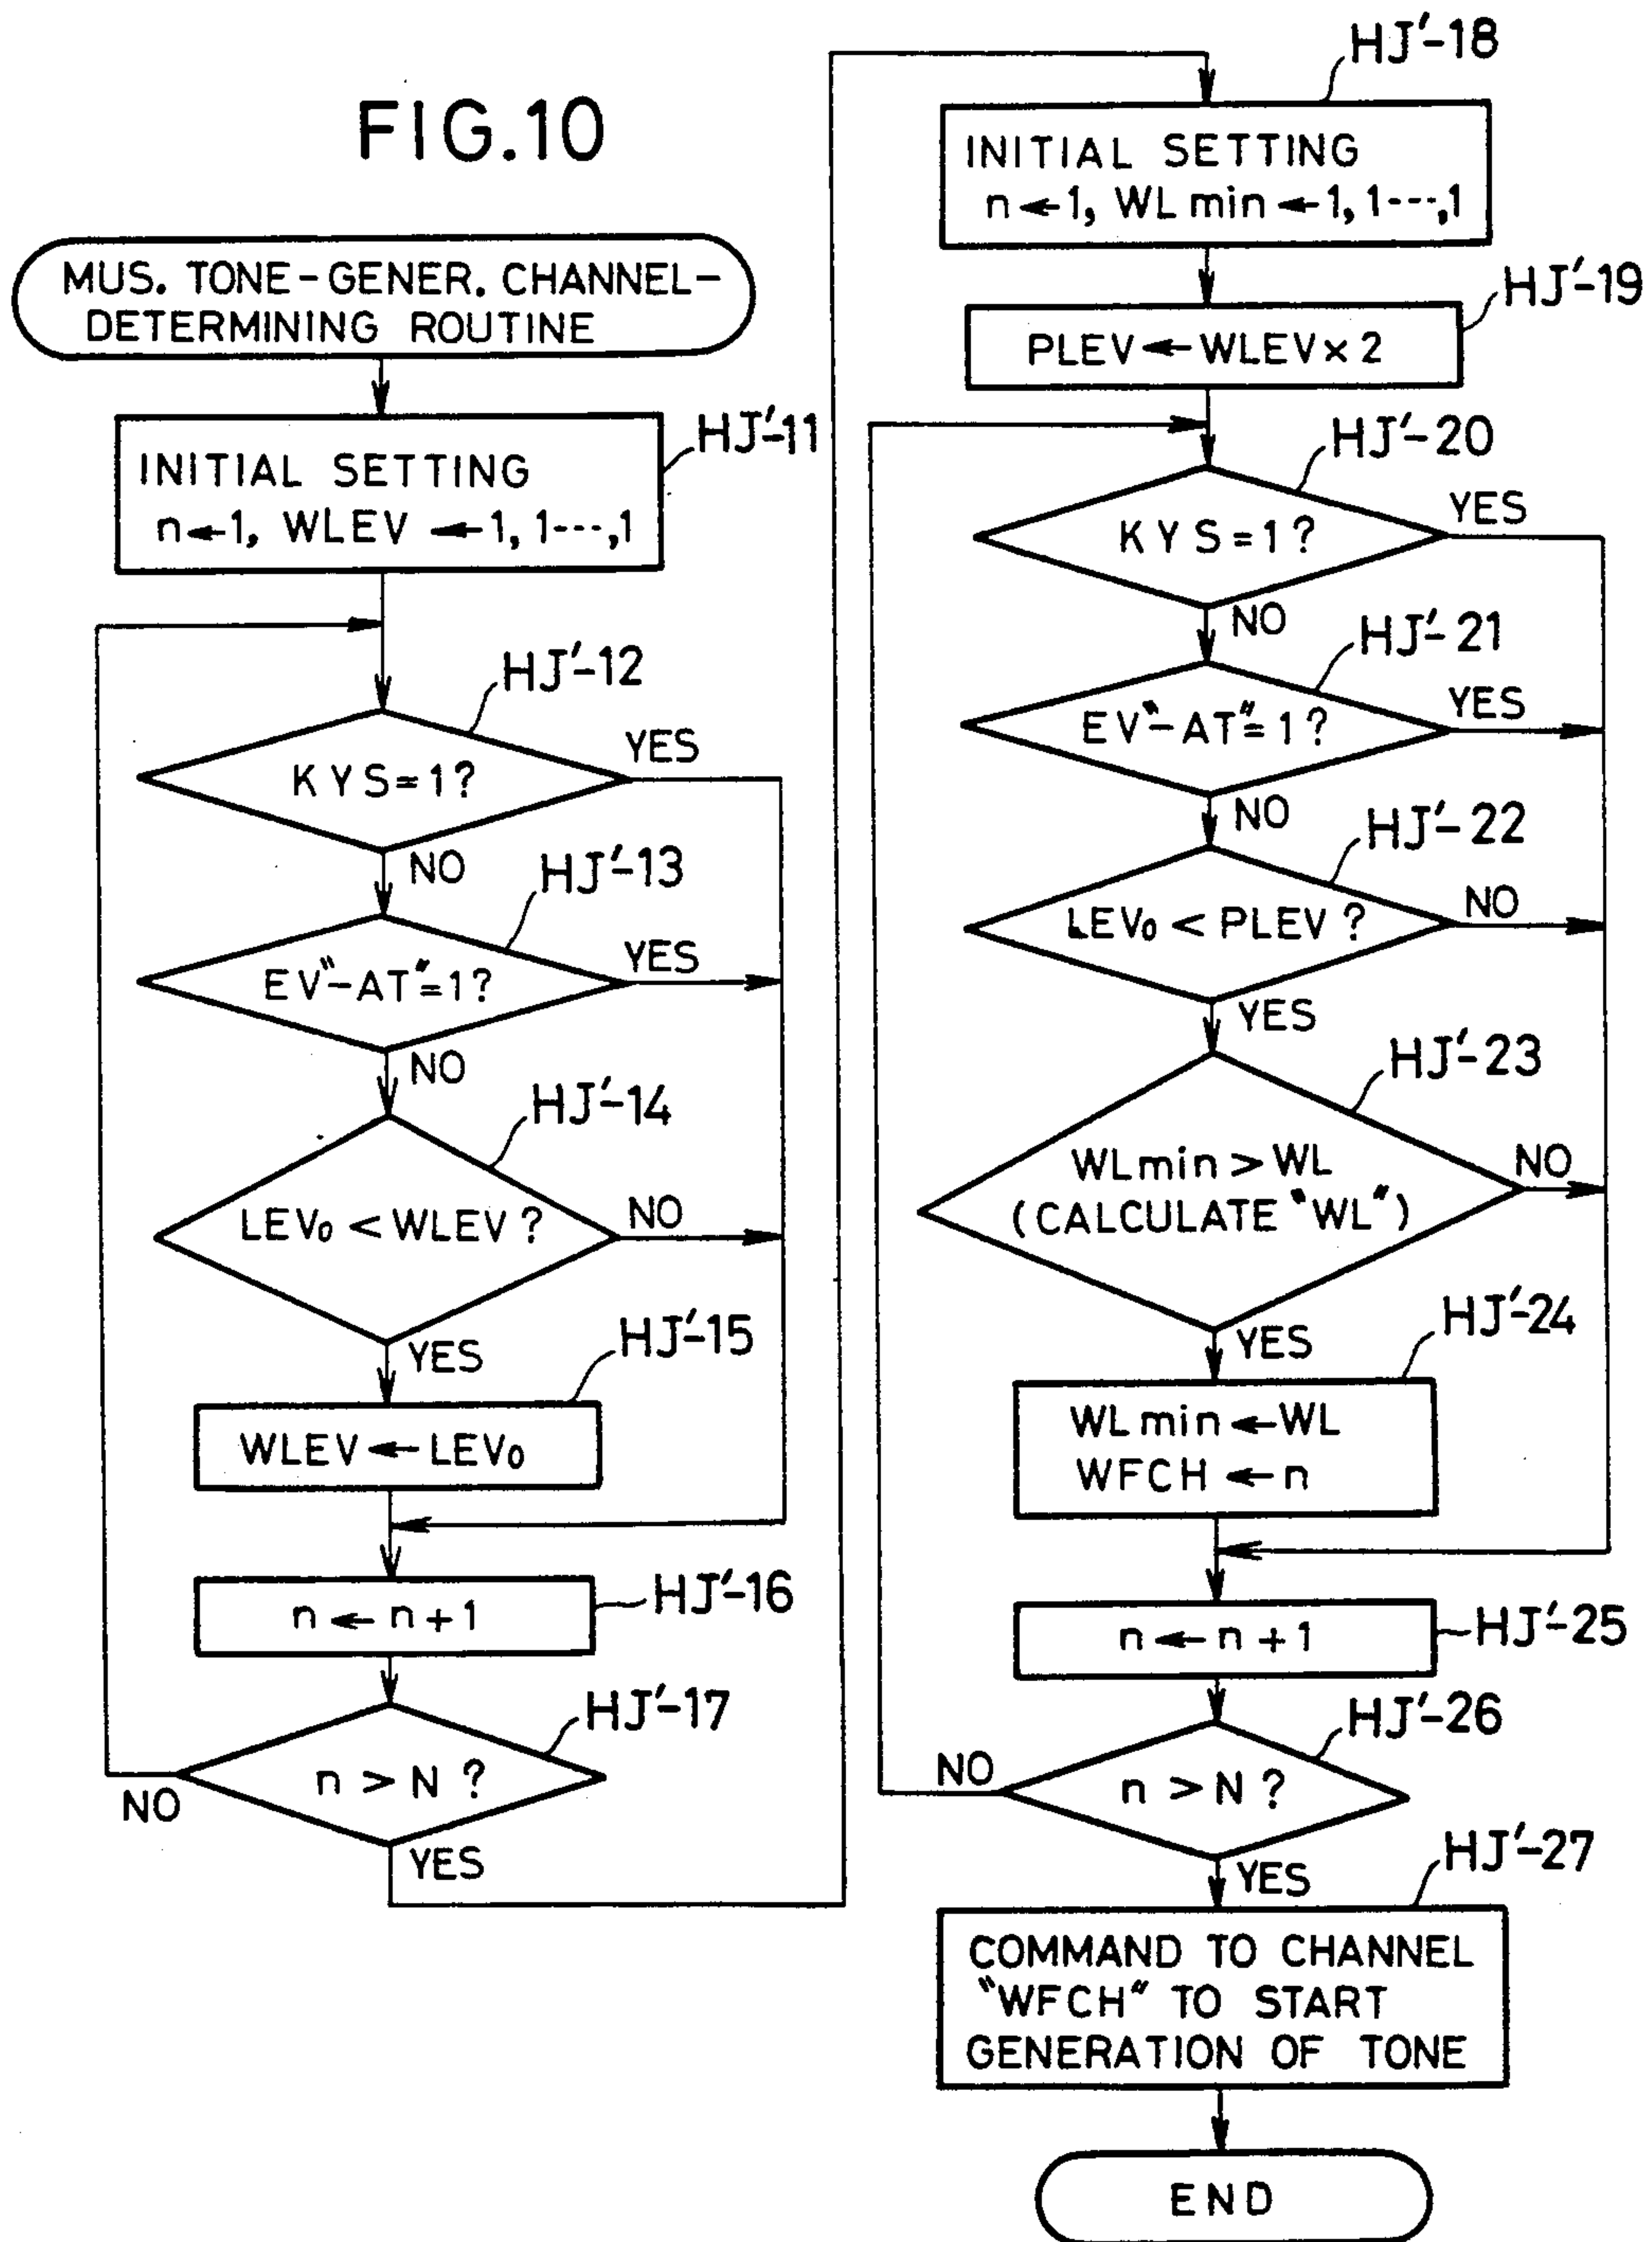 FIG.10
MUS. TONE-GENER. CHANNEL-
DETERMINING ROUTINE
HJ′-11
INITIAL SETTING
n←1, WLEV ←1, 1---,1
HJ′-12
KYS=1?
YES
NO
HJ′-13
EV"-AT"=1?
YES
NO
HJ′-14
LEV₀ < WLEV ?
NO
YES
HJ′-15
WLEV←LEV₀
HJ′-16
n←n+1
HJ′-17
n > N ?
NO
YES
HJ′-18
INITIAL SETTING
n←1, WLmin ←1, 1---,1
HJ′-19
PLEV←WLEV×2
HJ′-20
KYS=1?
YES
NO
HJ′-21
EV"-AT"=1?
YES
NO
HJ′-22
LEV₀ < PLEV ?
NO
YES
HJ′-23
WLmin > WL
(CALCULATE "WL")
NO
YES
HJ′-24
WLmin←WL
WFCH ←n
HJ′-25
n←n+1
HJ′-26
n > N ?
NO
YES
HJ′-27
COMMAND TO CHANNEL
"WFCH" TO START
GENERATION OF TONE
END